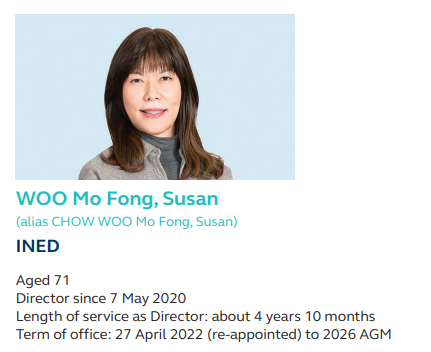 WOO Mo Fong, Susan
(alias CHOW WOO Mo Fong, Susan)
INED
Aged 71
Director since 7 May 2020
Length of service as Director: about 4 years 10 months
Term of office: 27 April 2022 (re-appointed) to 2026 AGM